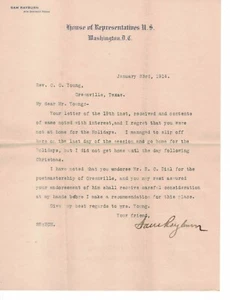 SAM RAYBURN
House of Representatives U.S.
Washington, D.C.
January 23rd, 1914.
Hon. J. L. Young,
Greenville, Texas.
My dear Mr. Young:-
Your letter of the 19th inst, received and contents
of same noted with interest, and I regret that you were
not at home for the Holidays. I managed to slip off
here on the last day of the session and go home for the
Holidays, but I did not get home until the day following
Christmas.
I have noted that you underser Mr. for the
postmastership of Greenville, and you may rest assured
your endorsement of him shall receive careful consideration
at my hands before I make a recommendation for this place.
Give my best regards to Mrs. Young.
Your friend,
Sam Rayburn